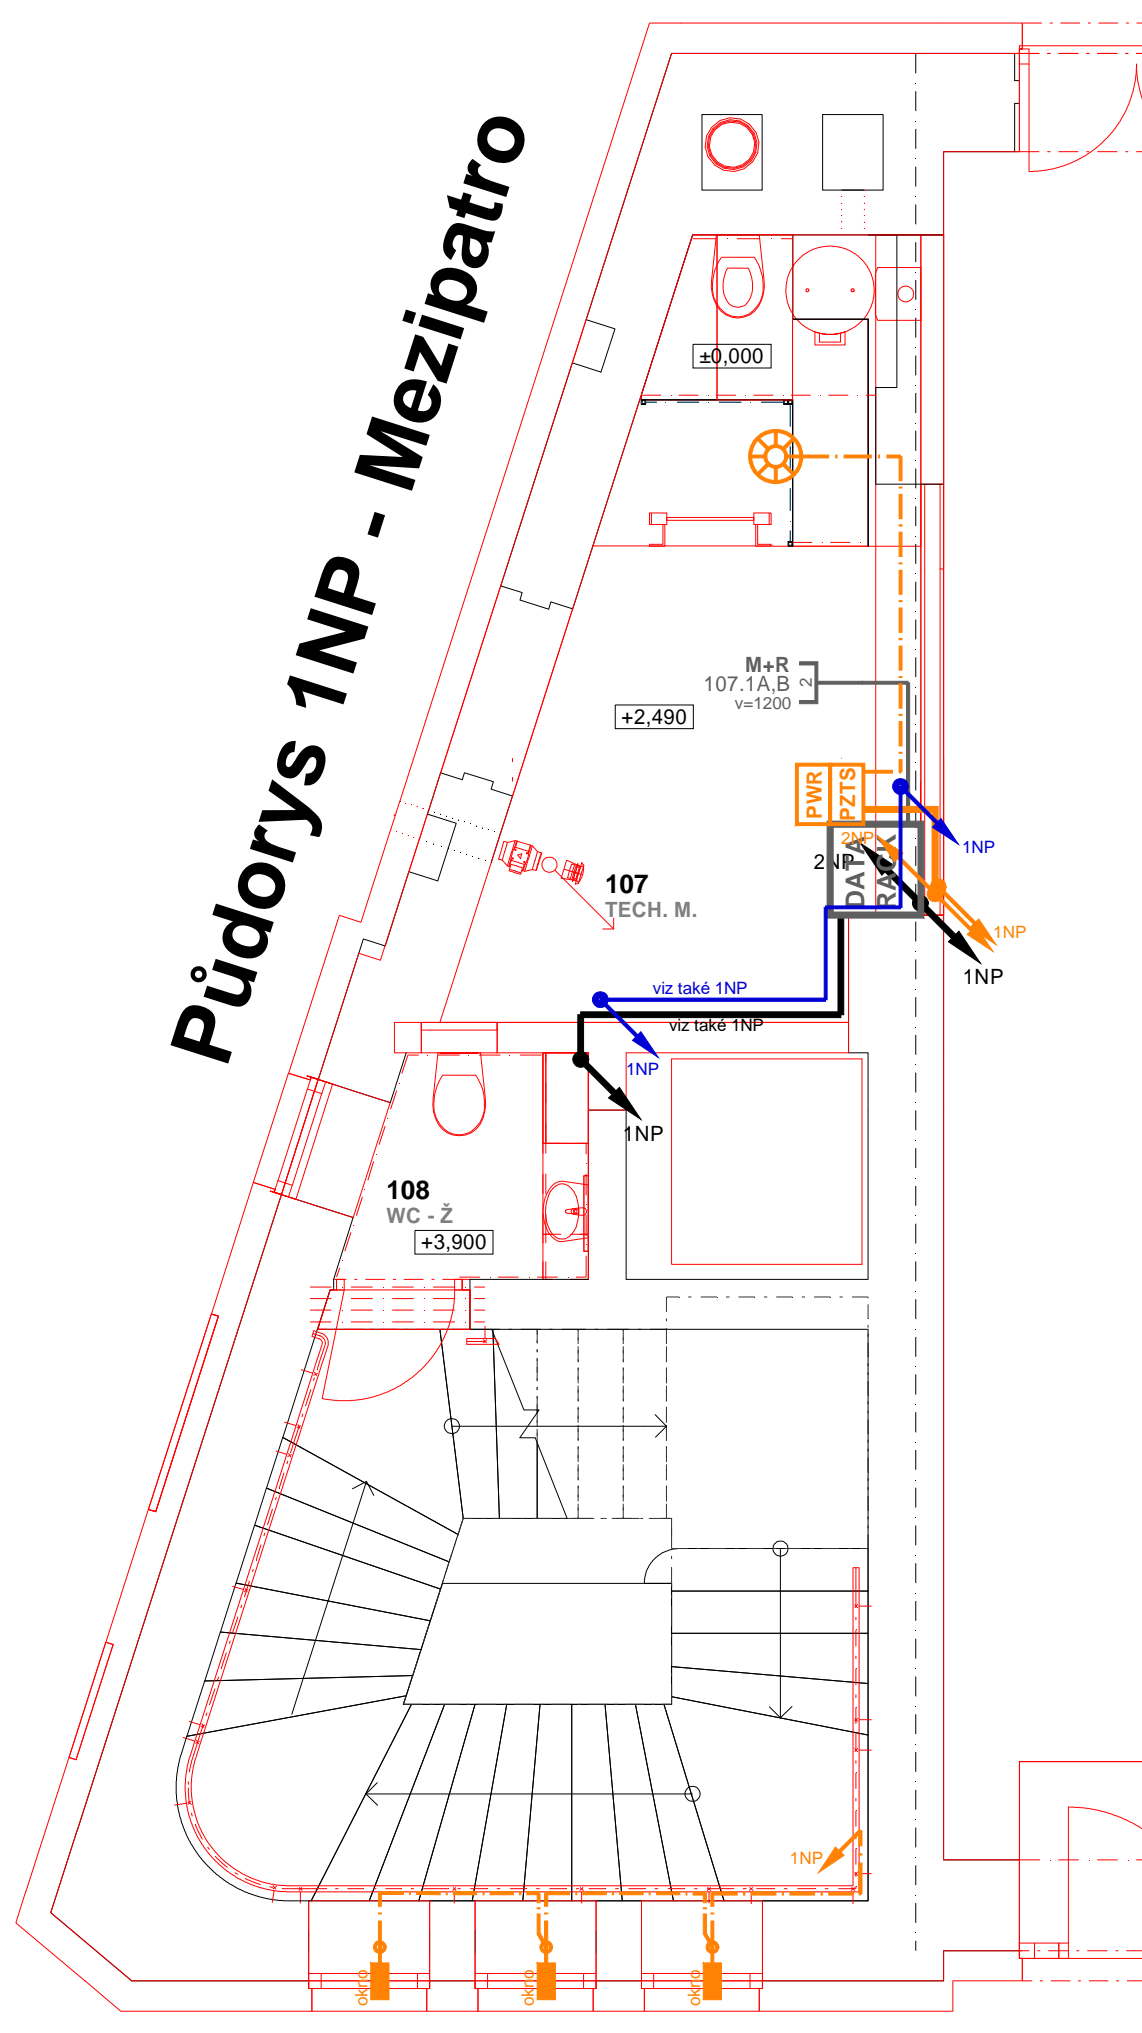 Půdorys 1NP - Mezipatro
±0,000
M+R
107.1A,B
v=1200
2
+2,490
PWR
PZTS
2NP
2NP
DATA
RACK
1NP
1NP
1NP
107
TECH. M.
viz také 1NP
viz také 1NP
1NP
1NP
108
WC - Ž
+3,900
1NP
okno
okno
okno